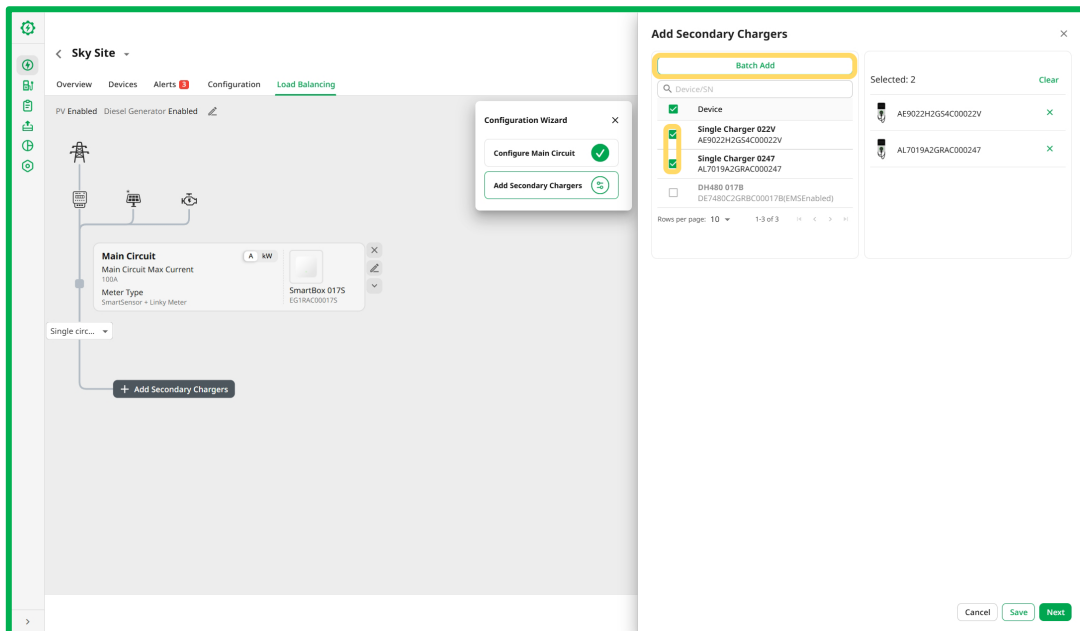 Sky Site
Overview Devices Alerts 3 Configuration Load Balancing
PV Enabled Diesel Generator Enabled
Main Circuit
A kW
Main Circuit Max Current
100A
Meter Type
SmartSensor + Linky Meter
SmartBox 017S
EG1RAC00017S
Single circ...
+ Add Secondary Chargers
Configuration Wizard
Configure Main Circuit
Add Secondary Chargers
Add Secondary Chargers
Batch Add
Device/SN
Device
Single Charger 022V
AE9022H2GS4C00022V
Single Charger 0247
AL7019A2GRAC000247
DH480 017B
DE7480C2GRBC00017B(EMSEnabled)
Rows per page: 10 1-3 of 3
Selected: 2 Clear
AE9022H2GS4C00022V
AL7019A2GRAC000247
Cancel Save Next